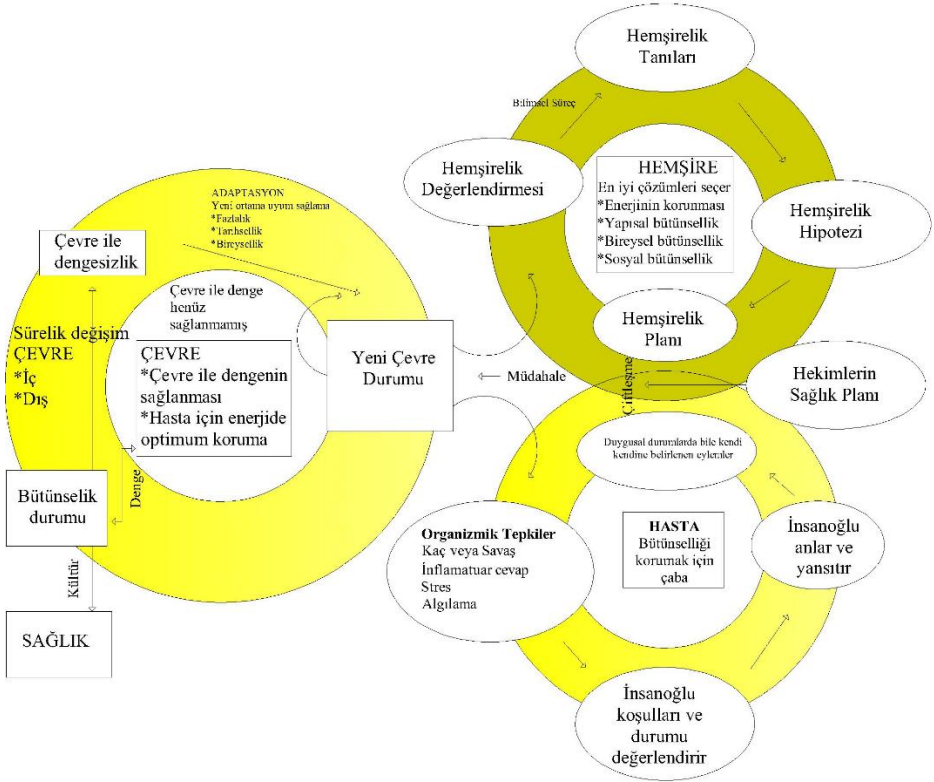 Hemşirelik
Tanıları
Bilimsel Süreç
Hemşirelik
Değerlendirmesi
HEMŞİRE
En iyi çözümleri seçer
*Enerjinin korunması
*Yapısal bütünsellik
*Bireysel bütünsellik
*Sosyal bütünsellik
Hemşirelik
Hipotezi
Hemşirelik
Planı
ADAPTASYON
Yeni ortama uyum sağlama
*Fazlalık
*Tarihsellik
*Bireysellik
Çevre ile
dengesizlik
Çevre ile denge
henüz
sağlanmamış
Sürelik değişim
ÇEVRE
*İç
*Dış
ÇEVRE
*Çevre ile dengenin
sağlanması
*Hasta için enerjide
optimum koruma
Yeni Çevre
Durumu
Müdahale
Çiftleşme
Hekimlerin
Sağlık Planı
Denge
Bütünselik
durumu
Kültür
SAĞLIK
Duygusal durumlarda bile kendi
kendine belirlenen eylemler
Organizmik Tepkiler
Kaç veya Savaş
İnflamatuar cevap
Stres
Algılama
HASTA
Bütünselliği
korumak için
çaba
İnsanoğlu
anlar ve
yansıtır
İnsanoğlu
koşulları ve
durumu
değerlendirir